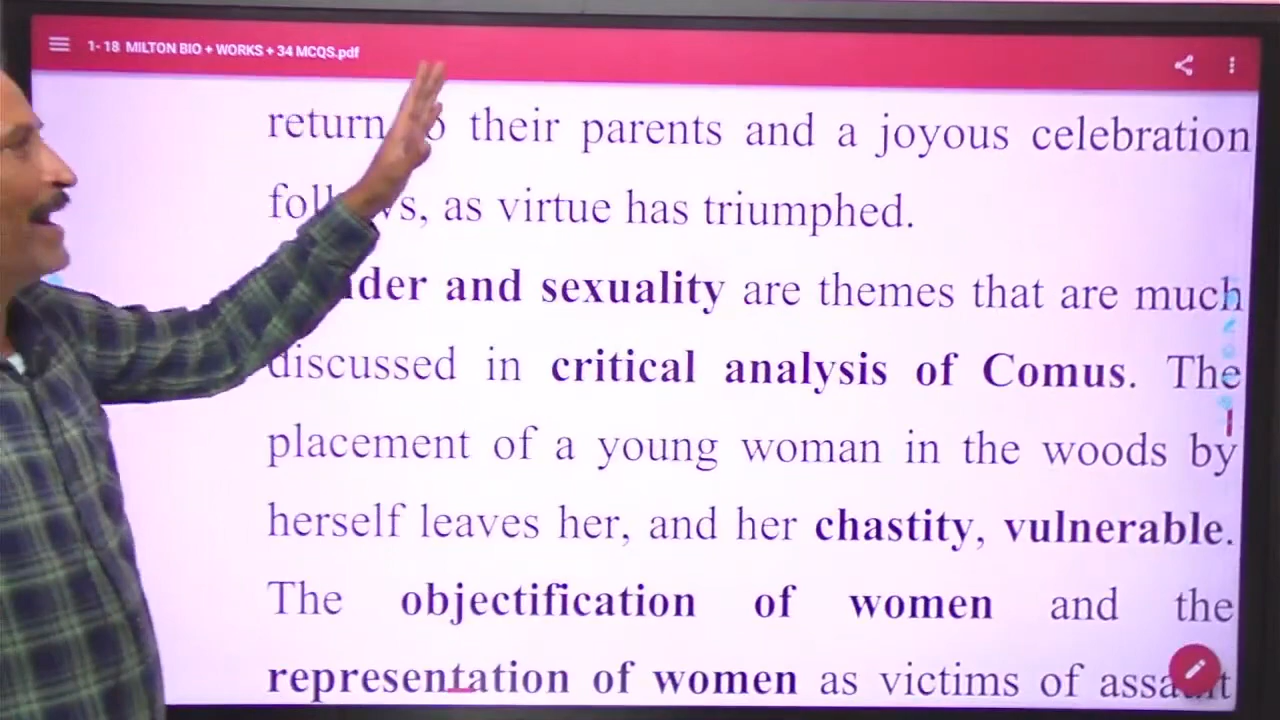 1- 18 MILTON BIO + WORKS + 34 MCQS.pdf
return their parents and a joyous celebration
as virtue has triumphed.
and sexuality are themes that are much
discussed in critical analysis of Comus. The
placement of a young woman in the woods by
herself leaves her, and her chastity, vulnerable.
The objectification of women and the
representation of women as victims of